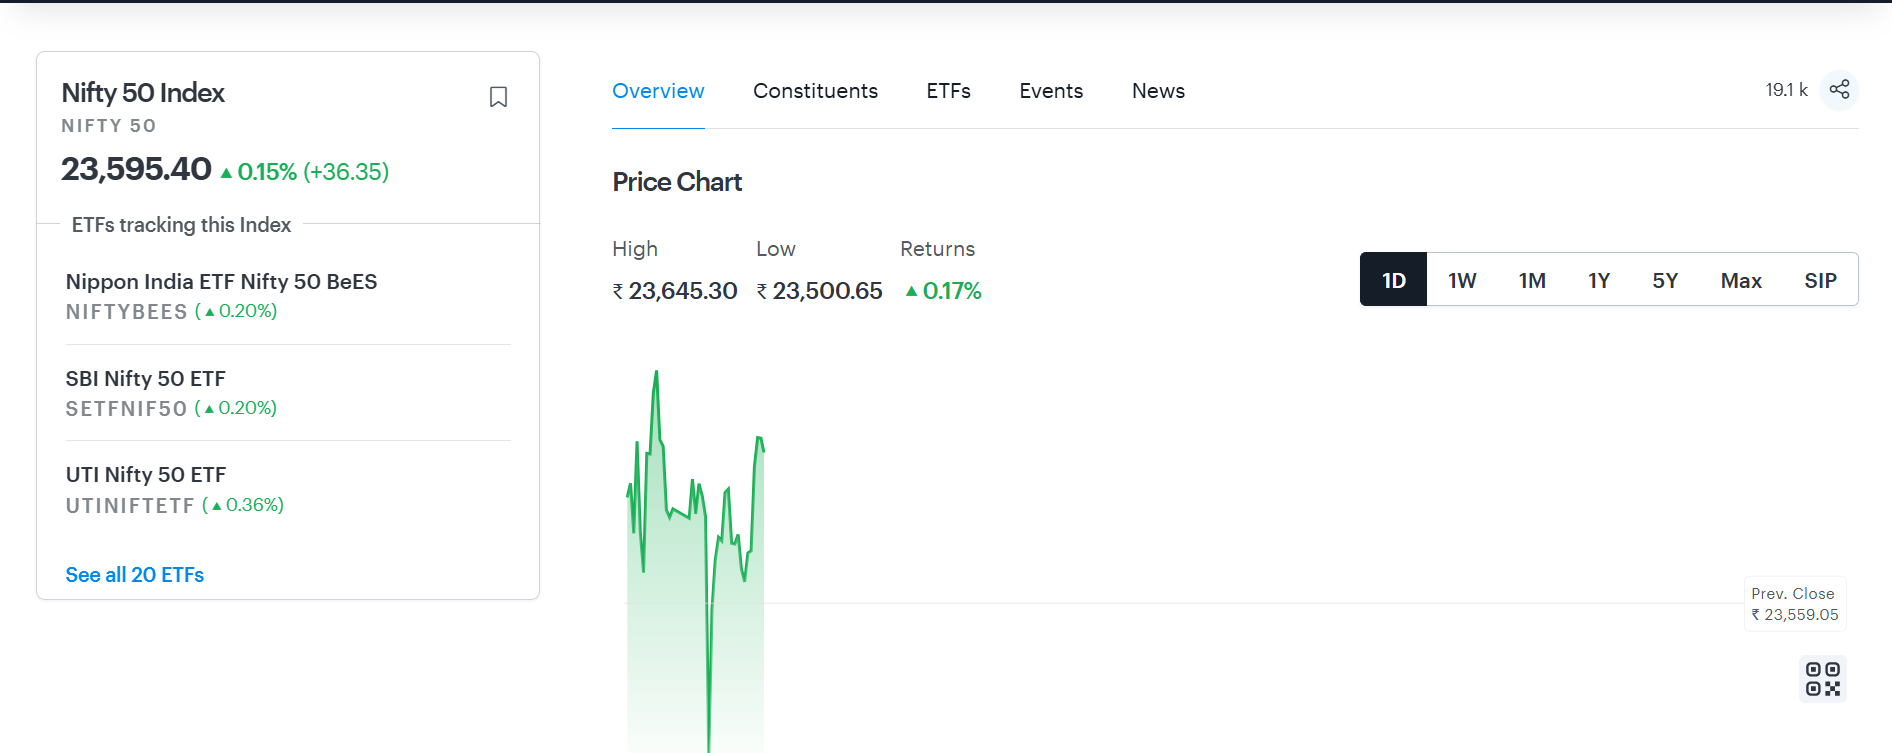 Nifty 50 Index
NIFTY 50
23,595.40 ▲ 0.15% (+36.35)
ETFs tracking this Index
Nippon India ETF Nifty 50 BeES
NIFTYBEES (▲0.20%)
SBI Nifty 50 ETF
SETFNIF50 (▲0.20%)
UTI Nifty 50 ETF
UTINIFTETF (▲0.36%)
See all 20 ETFs
Overview Constituents ETFs Events News 19.1 k
Price Chart
High Low Returns
₹ 23,645.30 ₹ 23,500.65 ▲ 0.17%
1D 1W 1M 1Y 5Y Max SIP
Prev. Close
₹ 23,559.05